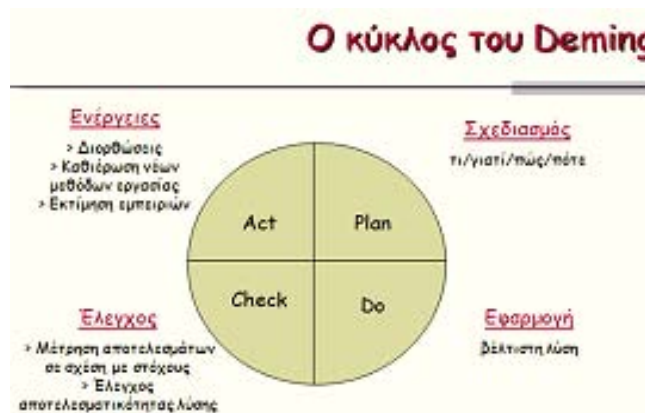 Ο κύκλος του Deming
Ενέργειες
> Διορθώσεις
> Καθιέρωση νέων
μεθόδων εργασίας
> Εκτίμηση εμπειριών
Σχεδιασμός
τι/γιατί/πώς/πότε
Act
Plan
Check
Do
Έλεγχος
> Μέτρηση αποτελεσμάτων
σε σχέση με στόχους
> Έλεγχος
αποτελεσματικότητας λύσης
Εφαρμογή
βέλτιστη λύση